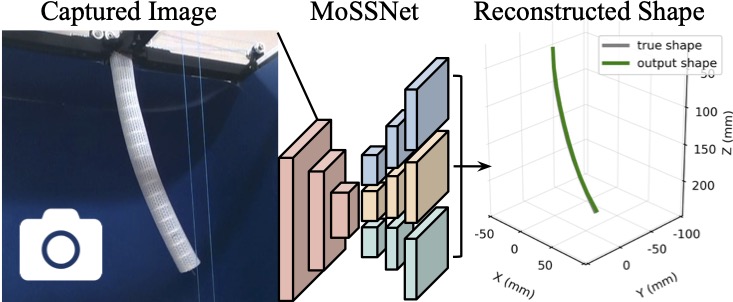 Captured Image
MoSSNet
Reconstructed Shape
true shape
output shape
50
100
150
200
Z (mm)
-50
0
50
X (mm)
0
-50
-100
Y (mm)